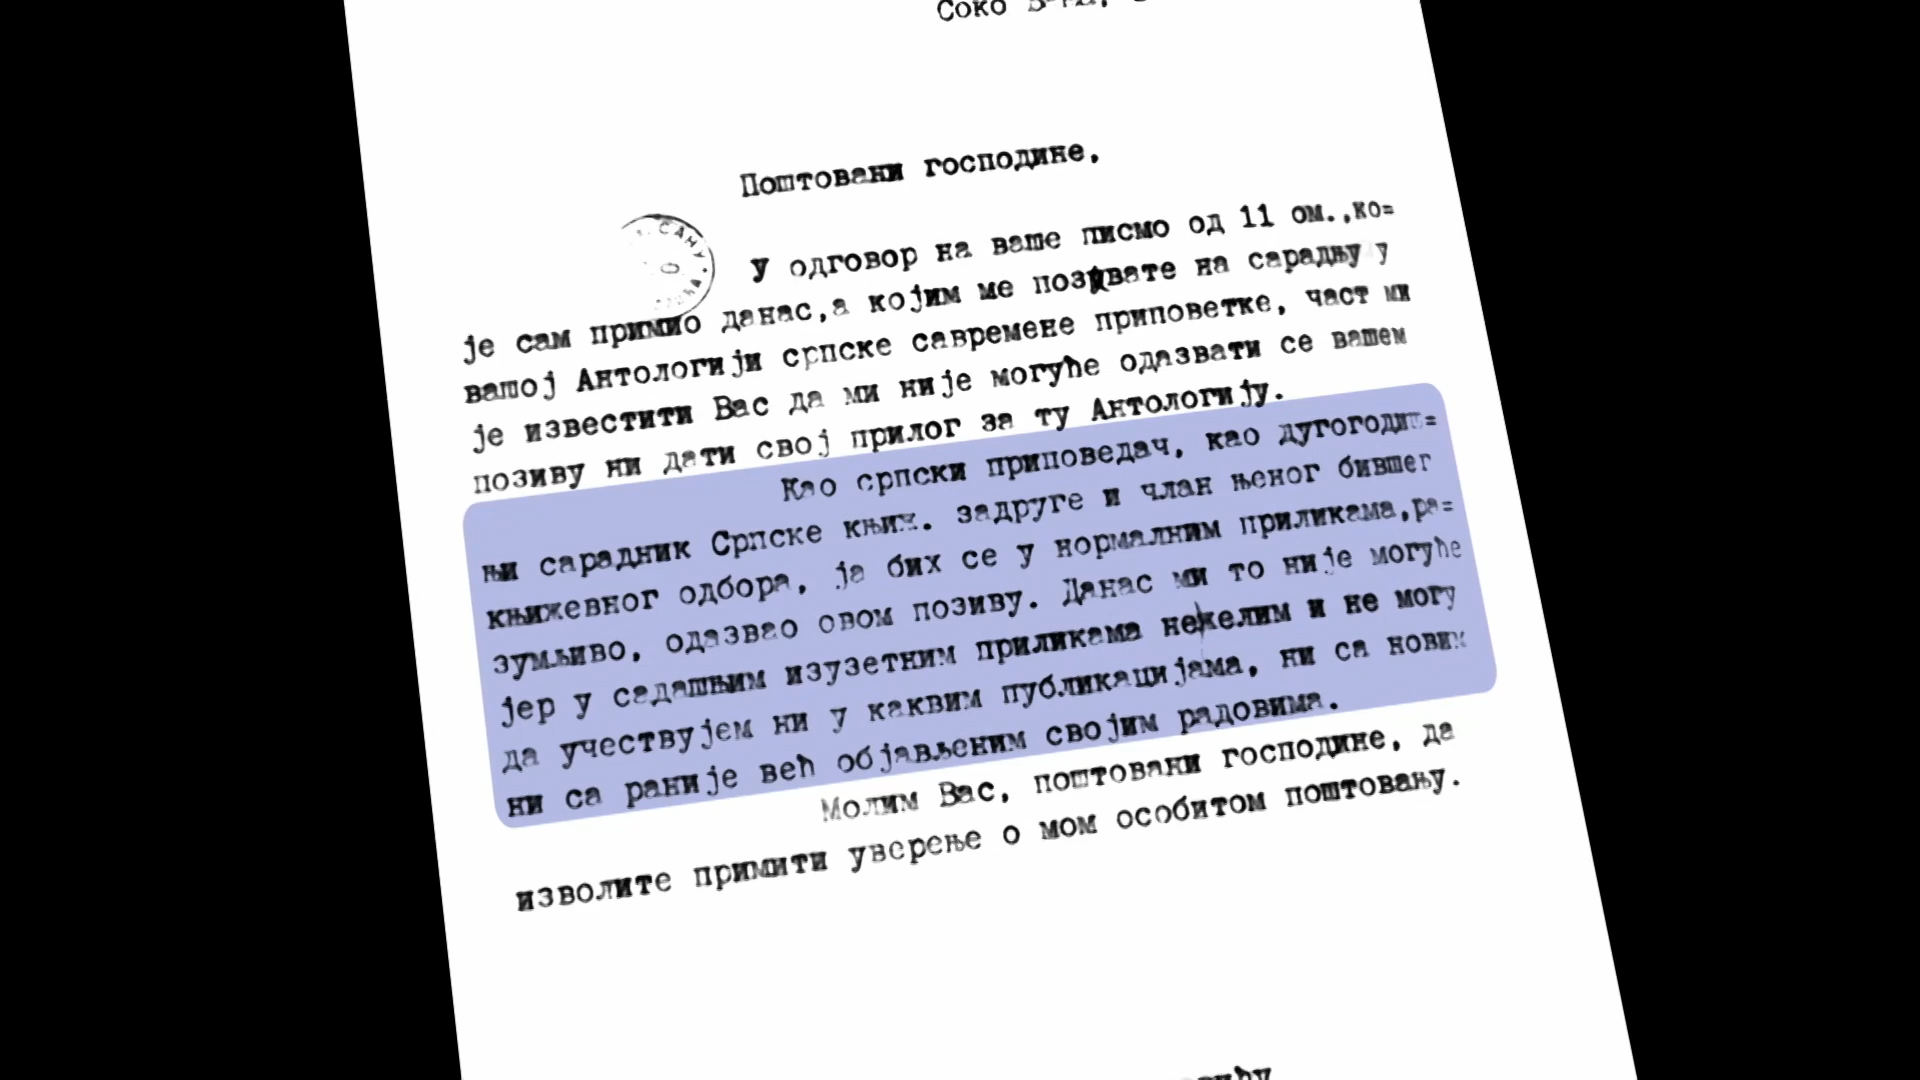 Соко
Поштовани господине,
САНУ
У одговор на ваше писмо од 11 ом.,ко=
је сам примио данас,а којим ме позивате на сарадњу у
вашој Антологији српске савремене приповетке, част ми
је известити Вас да ми није могуће одазвати се вашем
позиву ни дати свој прилог за ту Антологију.
Као српски приповедач, као дугогодиш=
њи сарадник Српске књиж. задруге и члан њеног бившег
књижевног одбора, ја бих се у нормалним приликама,ра=
зумљиво, одазвао овом позиву. Данас ми то није могуће
јер у садашњим изузетним приликама не желим и не могу
да учествујем ни у каквим публикацијама, ни са новим
ни са раније већ објављеним својим радовима.
Молим Вас, поштовани господине, да
изволите примити уверење о мом особитом поштовању.